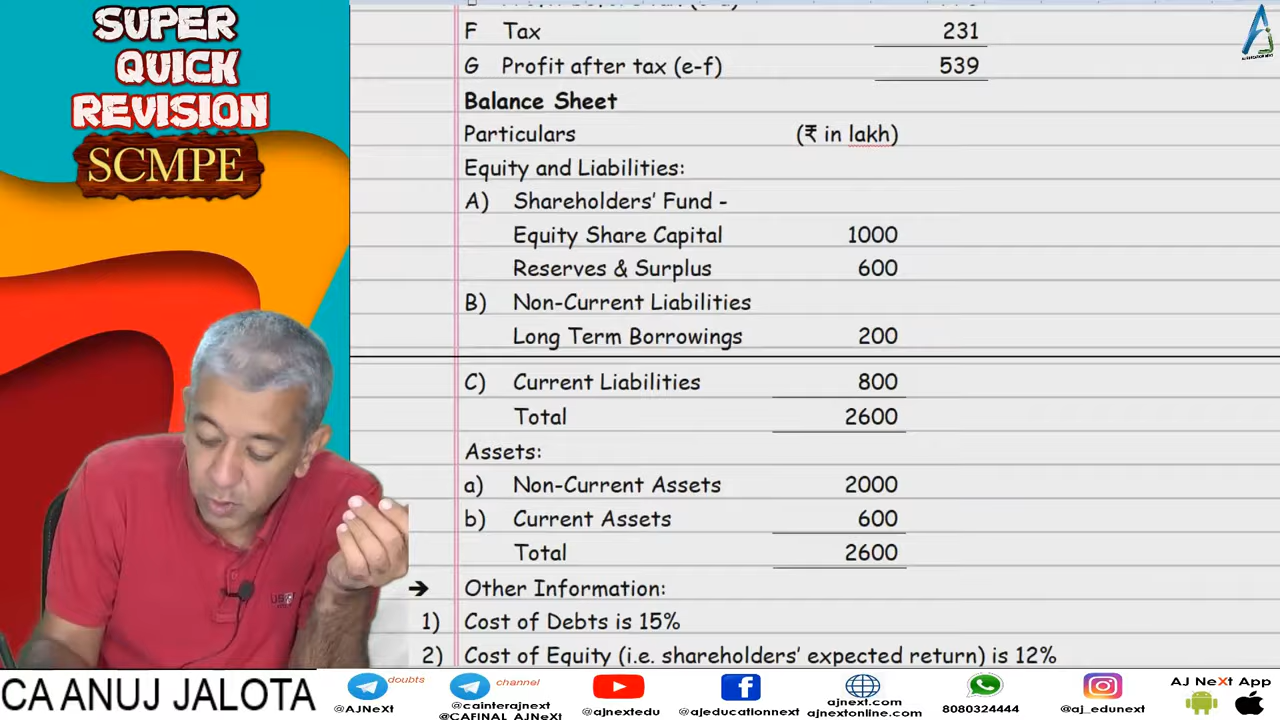 SUPER
QUICK
REVISION
SCMPE
F Tax 231
G Profit after tax (e-f) 539
Balance Sheet
Particulars (₹ in lakh)
Equity and Liabilities:
A) Shareholders' Fund -
Equity Share Capital 1000
Reserves & Surplus 600
B) Non-Current Liabilities
Long Term Borrowings 200
C) Current Liabilities 800
Total 2600
Assets:
a) Non-Current Assets 2000
b) Current Assets 600
Total 2600
→ Other Information:
1) Cost of Debts is 15%
2) Cost of Equity (i.e. shareholders' expected return) is 12%
CA ANUJ JALOTA
doubts
@AJNeXt
channel
@cainterajnext
@CAFINAL_AJNeXt
@ajnextedu
@ajeducationnext
ajnext.com
ajnextonline.com
8080324444
@aj_edunext
AJ NeXt App